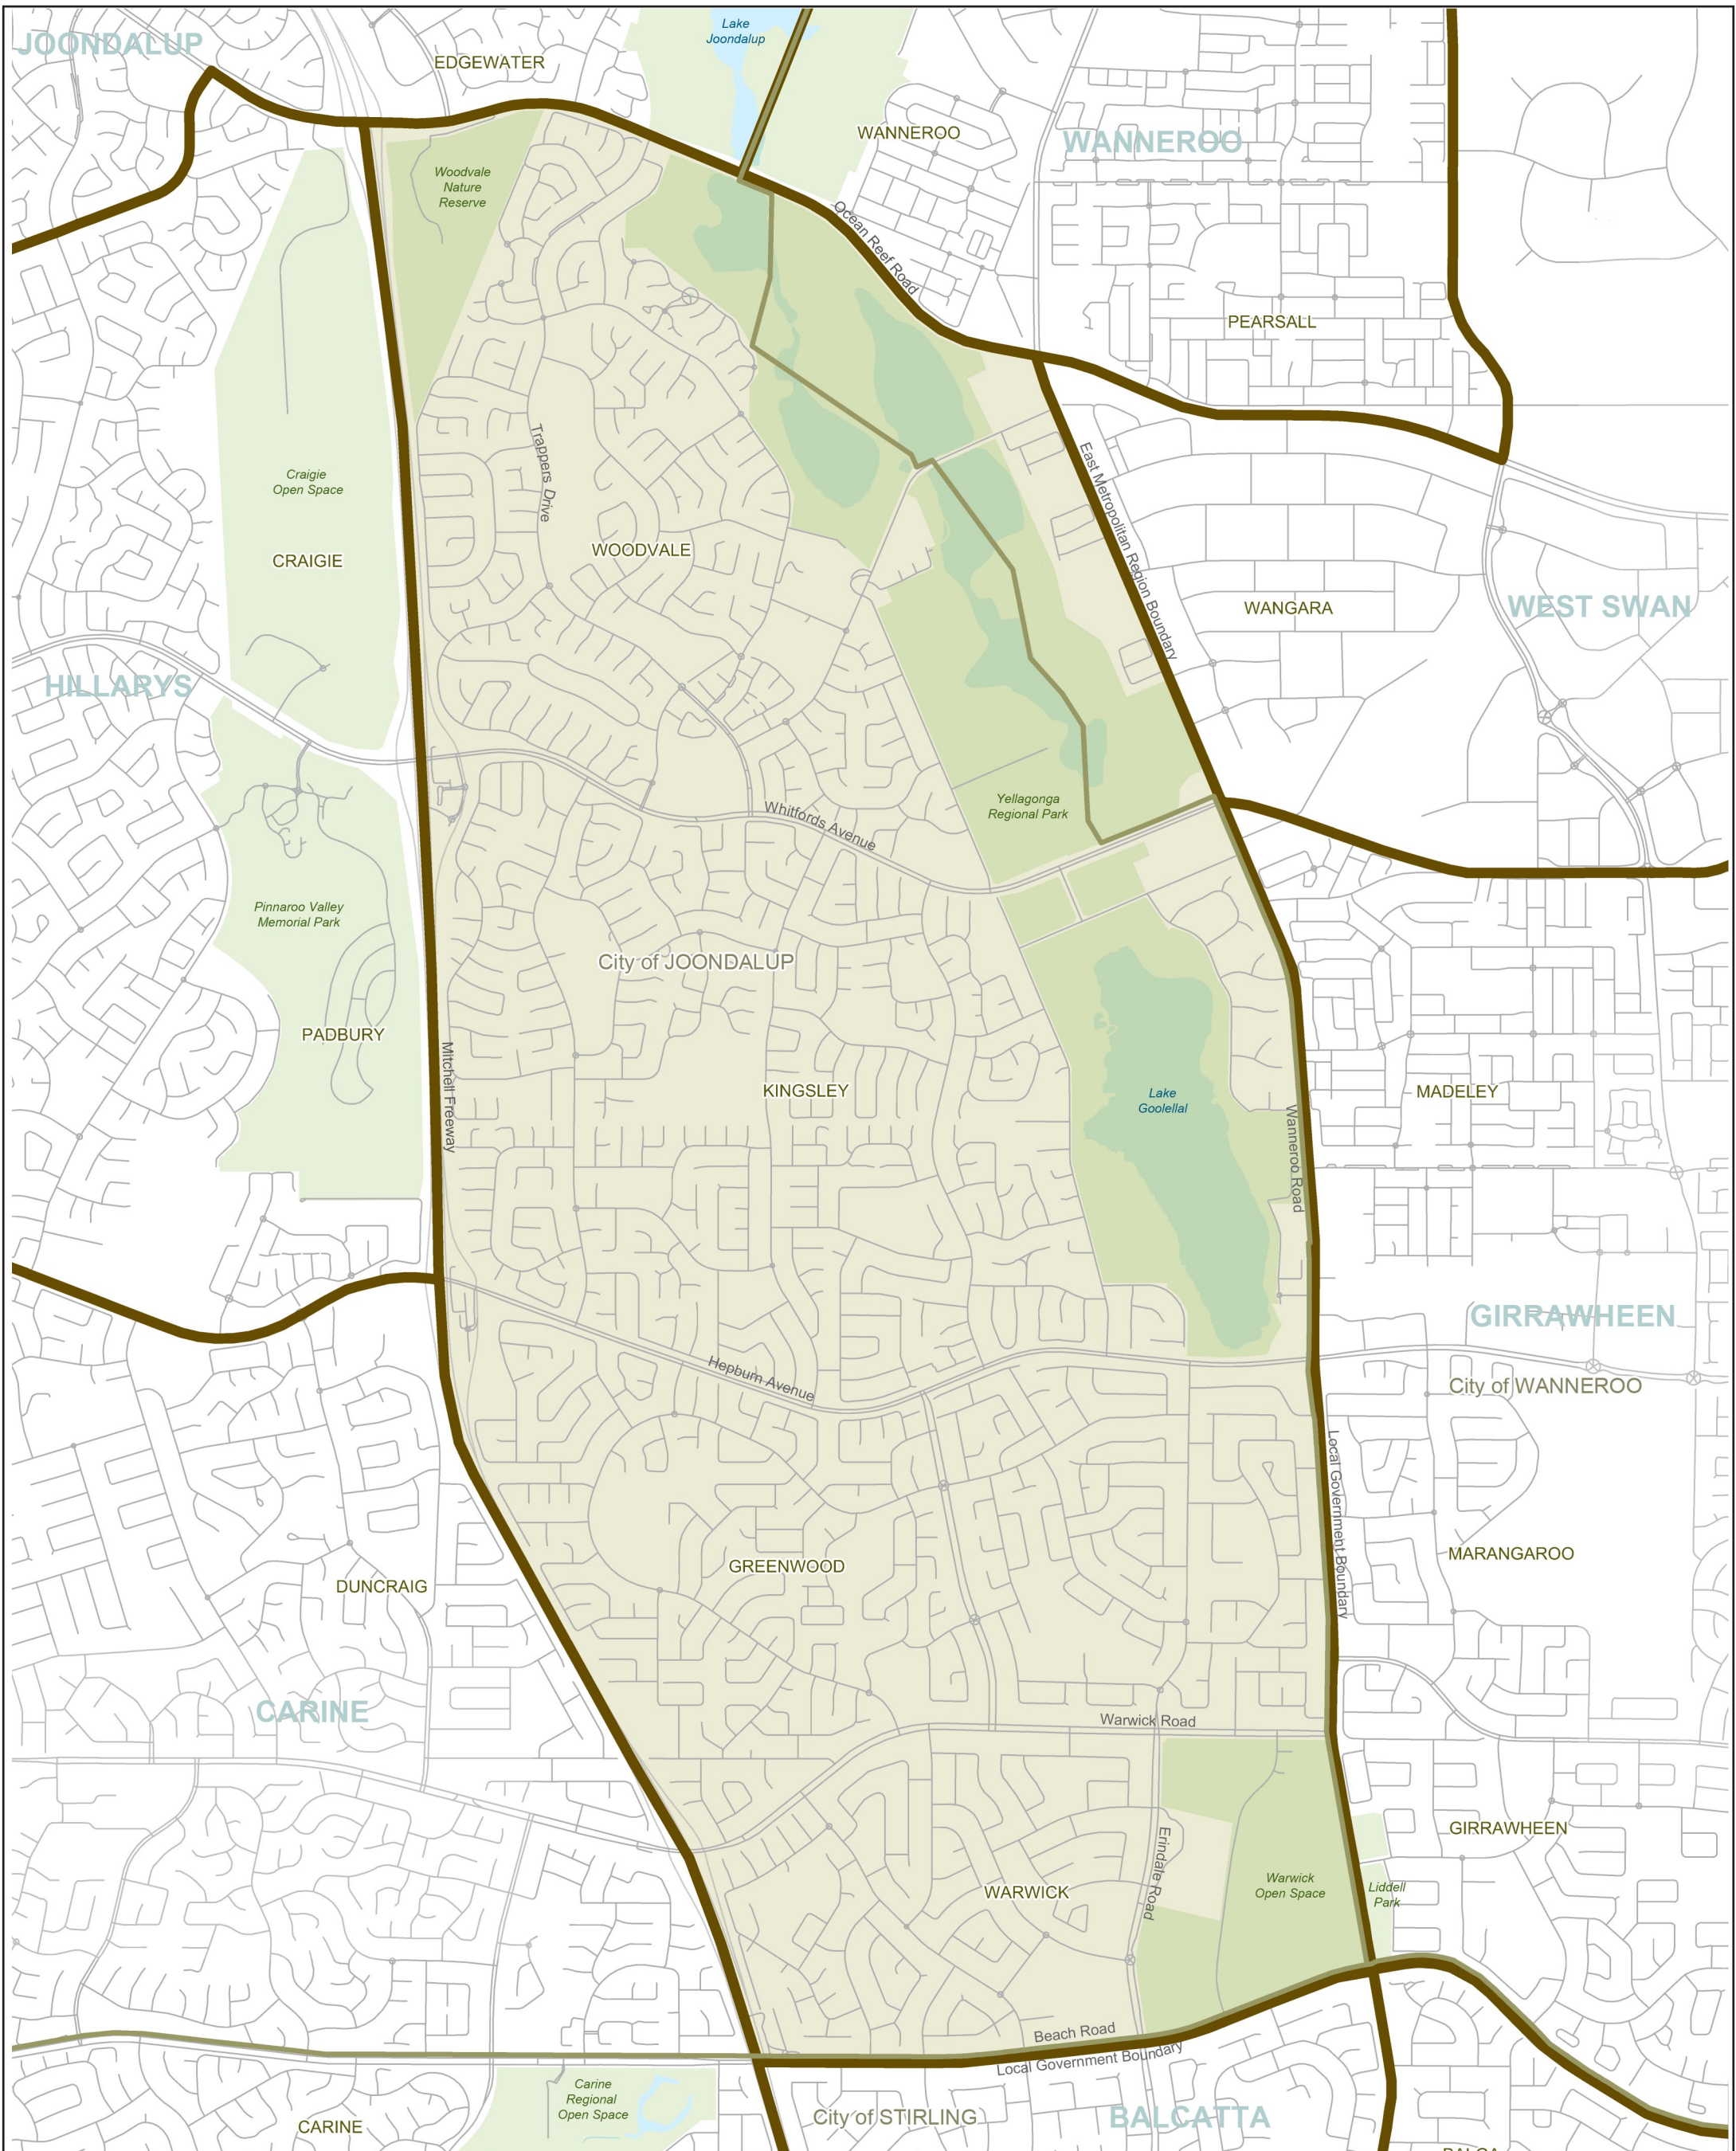 JOONDALUP
EDGEWATER
Lake
Joondalup
WANNEROO
WANNEROO
Woodvale
Nature
Reserve
Ocean Reef Road
PEARSALL
Craigie
Open Space
CRAIGIE
Trappers Drive
WOODVALE
East Metropolitan Region Boundary
WANGARA
WEST SWAN
HILLARYS
Whitfords Avenue
Yellagonga
Regional Park
Pinnaroo Valley
Memorial Park
City of JOONDALUP
PADBURY
Mitchell Freeway
KINGSLEY
Lake
Goolellal
Wanneroo Road
MADELEY
GIRRAWHEEN
Hepburn Avenue
City of WANNEROO
Local Government Boundary
MARANGAROO
GREENWOOD
DUNCRAIG
CARINE
Warwick Road
GIRRAWHEEN
Erindale Road
WARWICK
Warwick
Open Space
Liddell
Park
Beach Road
Local Government Boundary
Carine
Regional
Open Space
City of STIRLING
BALCATTA
CARINE